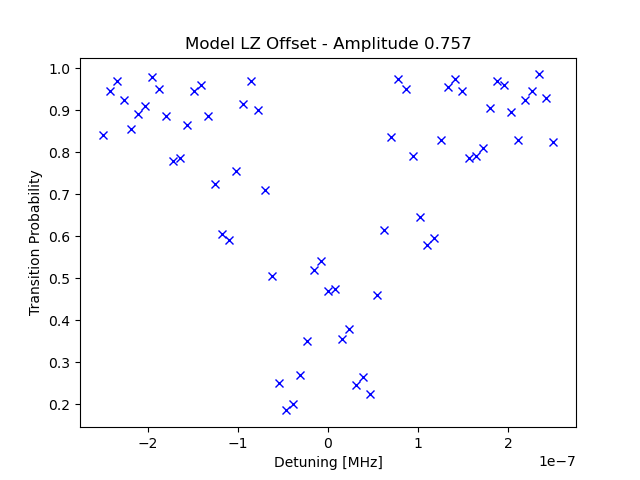 Model LZ Offset - Amplitude 0.757
1.0
0.9
0.8
0.7
0.6
0.5
0.4
0.3
0.2
Transition Probability
−2 −1 0 1 2
1e−7
Detuning [MHz]